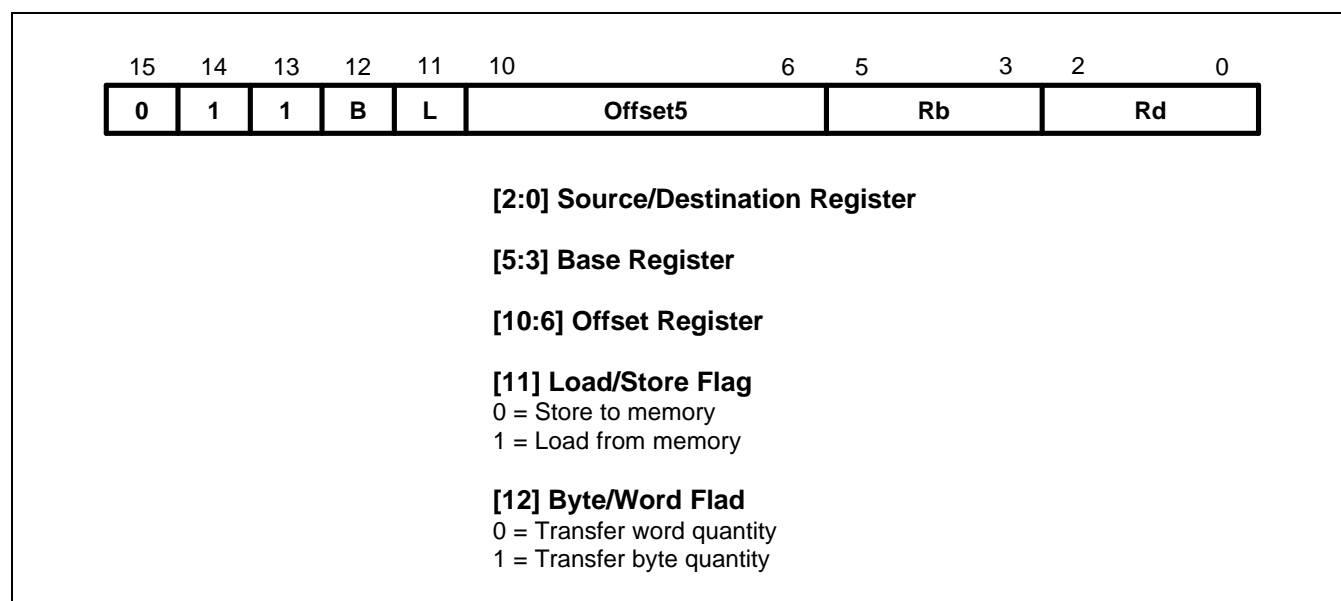 15 14 13 12 11 10 6 5 3 2 0
0 1 1 B L Offset5 Rb Rd
[2:0] Source/Destination Register
[5:3] Base Register
[10:6] Offset Register
[11] Load/Store Flag
0 = Store to memory
1 = Load from memory
[12] Byte/Word Flad
0 = Transfer word quantity
1 = Transfer byte quantity